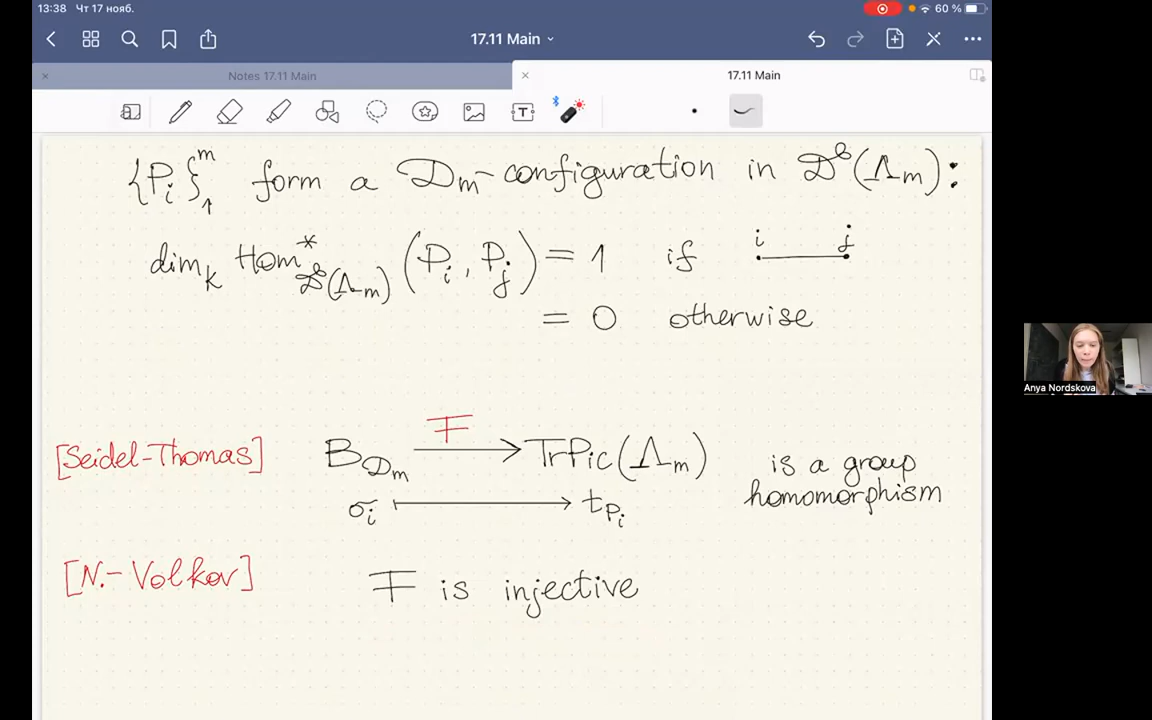 13:38 Чт 17 нояб.
60 %
17.11 Main
Notes 17.11 Main
17.11 Main
{P_i}_1^m form a D_m-configuration in D^b(Λ_m):
dim_k Hom^*_{D^b(Λ_m)} (P_i, P_j) = 1 if i j
= 0 otherwise
[Seidel-Thomas] B_{D_m} →^F TrPic(Λ_m) is a group
homomorphism
σ_i ↦ t_{P_i}
[N.-Volkov] F is injective
Anya Nordskova